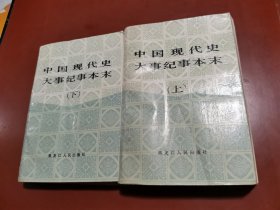 中国现代史
大事纪事本末
(下)
黑龙江人民出版社
中国现代史
大事纪事本末
(上)
黑龙江人民出版社